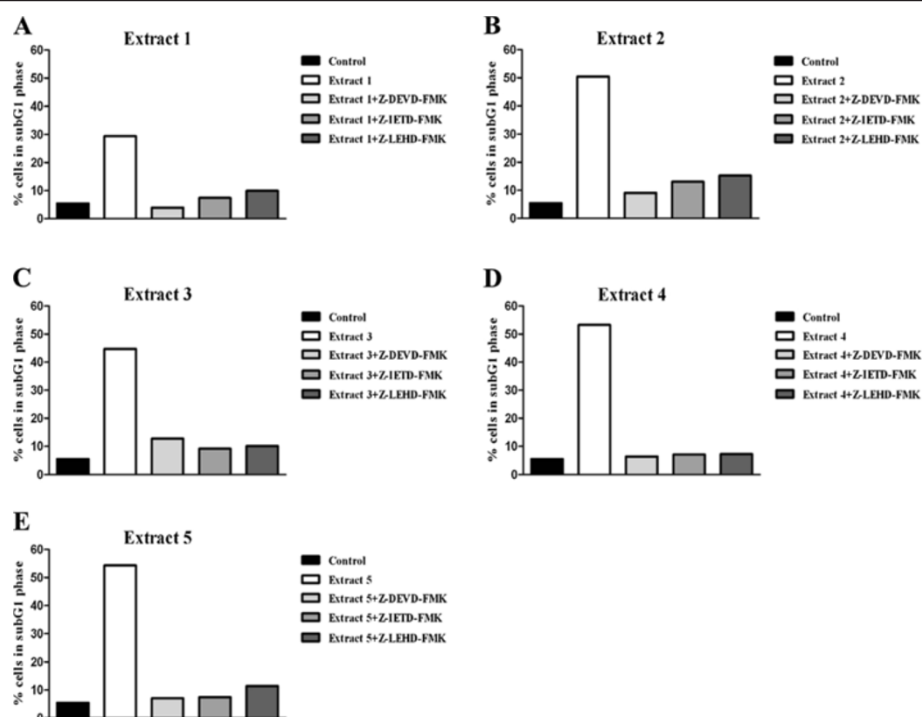 A
Extract 1
% cells in subG1 phase
60
50
40
30
20
10
0
Control
Extract 1
Extract 1+Z-DEVD-FMK
Extract 1+Z-IETD-FMK
Extract 1+Z-LEHD-FMK
B
Extract 2
% cells in subG1 phase
60
50
40
30
20
10
0
Control
Extract 2
Extract 2+Z-DEVD-FMK
Extract 2+Z-IETD-FMK
Extract 2+Z-LEHD-FMK
C
Extract 3
% cells in subG1 phase
60
50
40
30
20
10
0
Control
Extract 3
Extract 3+Z-DEVD-FMK
Extract 3+Z-IETD-FMK
Extract 3+Z-LEHD-FMK
D
Extract 4
% cells in subG1 phase
60
50
40
30
20
10
0
Control
Extract 4
Extract 4+Z-DEVD-FMK
Extract 4+Z-IETD-FMK
Extract 4+Z-LEHD-FMK
E
Extract 5
% cells in subG1 phase
60
50
40
30
20
10
0
Control
Extract 5
Extract 5+Z-DEVD-FMK
Extract 5+Z-IETD-FMK
Extract 5+Z-LEHD-FMK